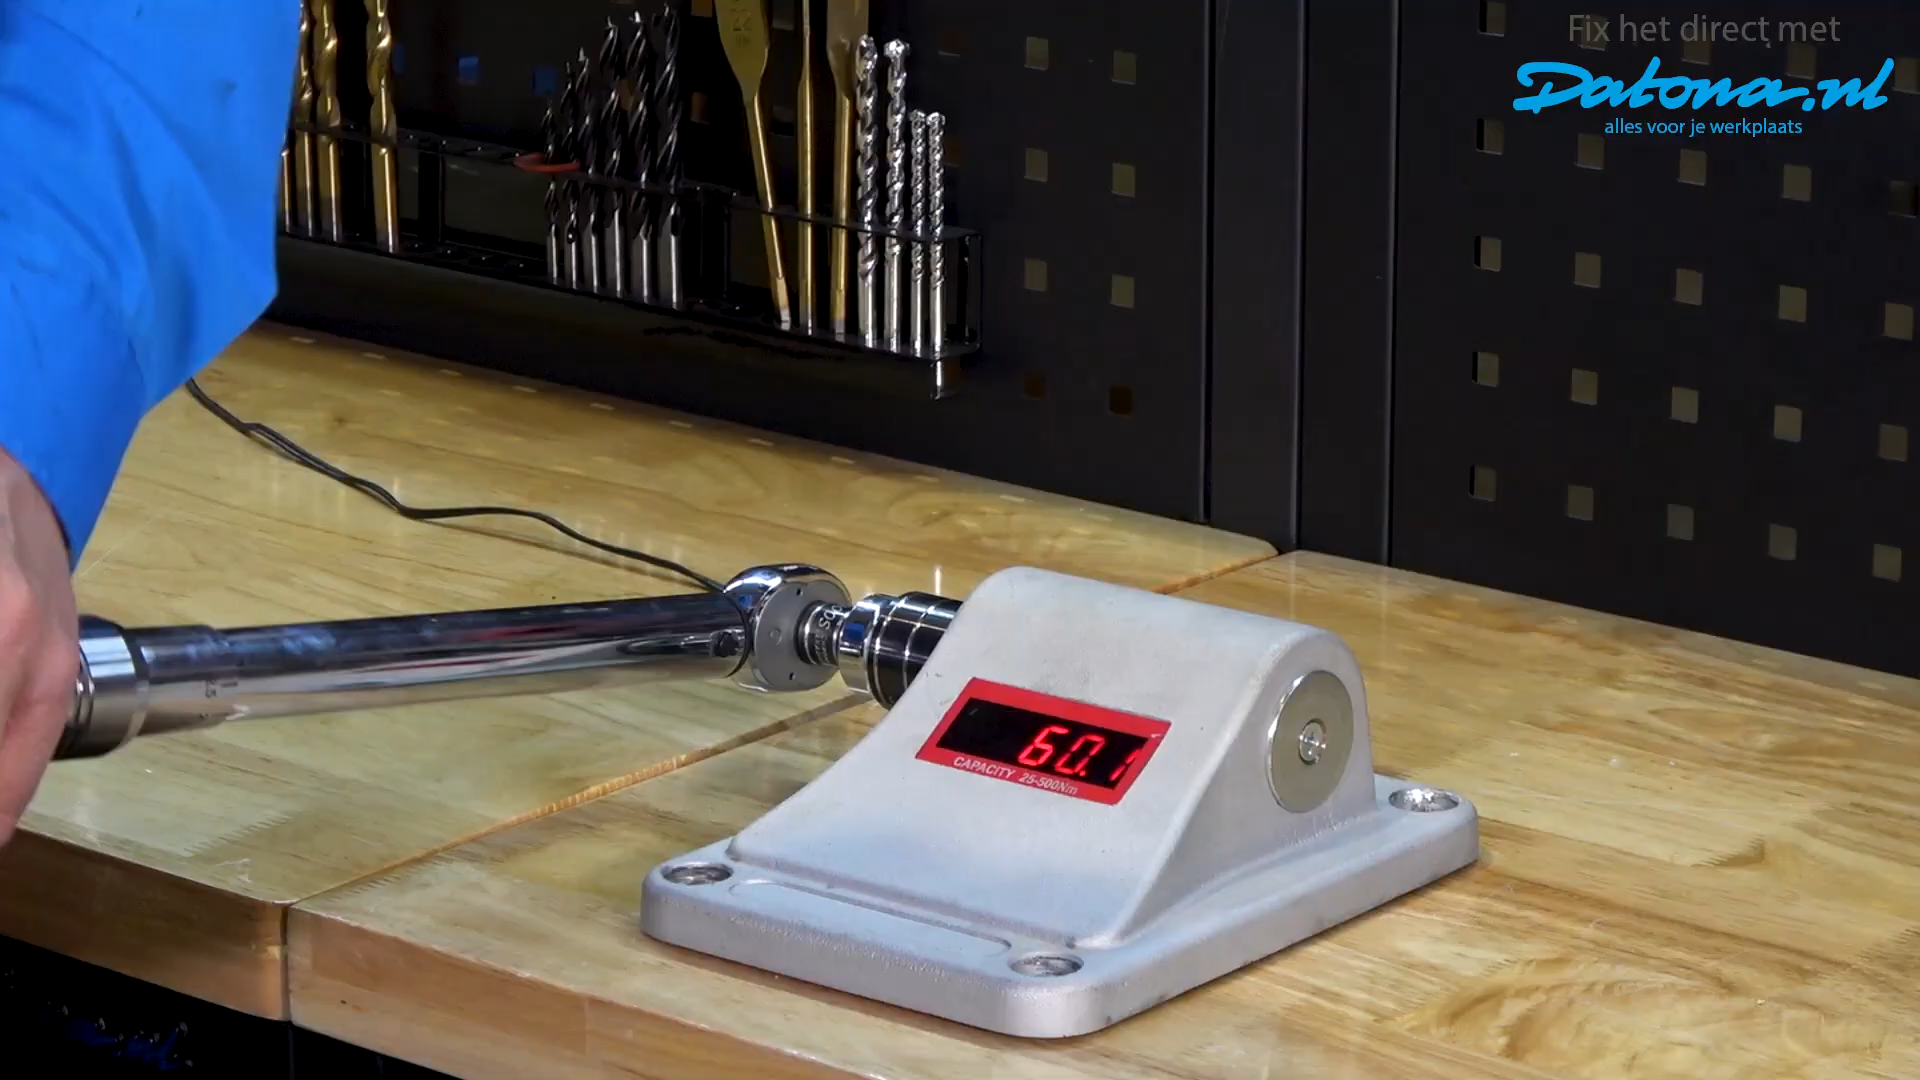 Fix het direct met
Datona.nl
alles voor je werkplaats
60.1
CAPACITY 25-500Nm